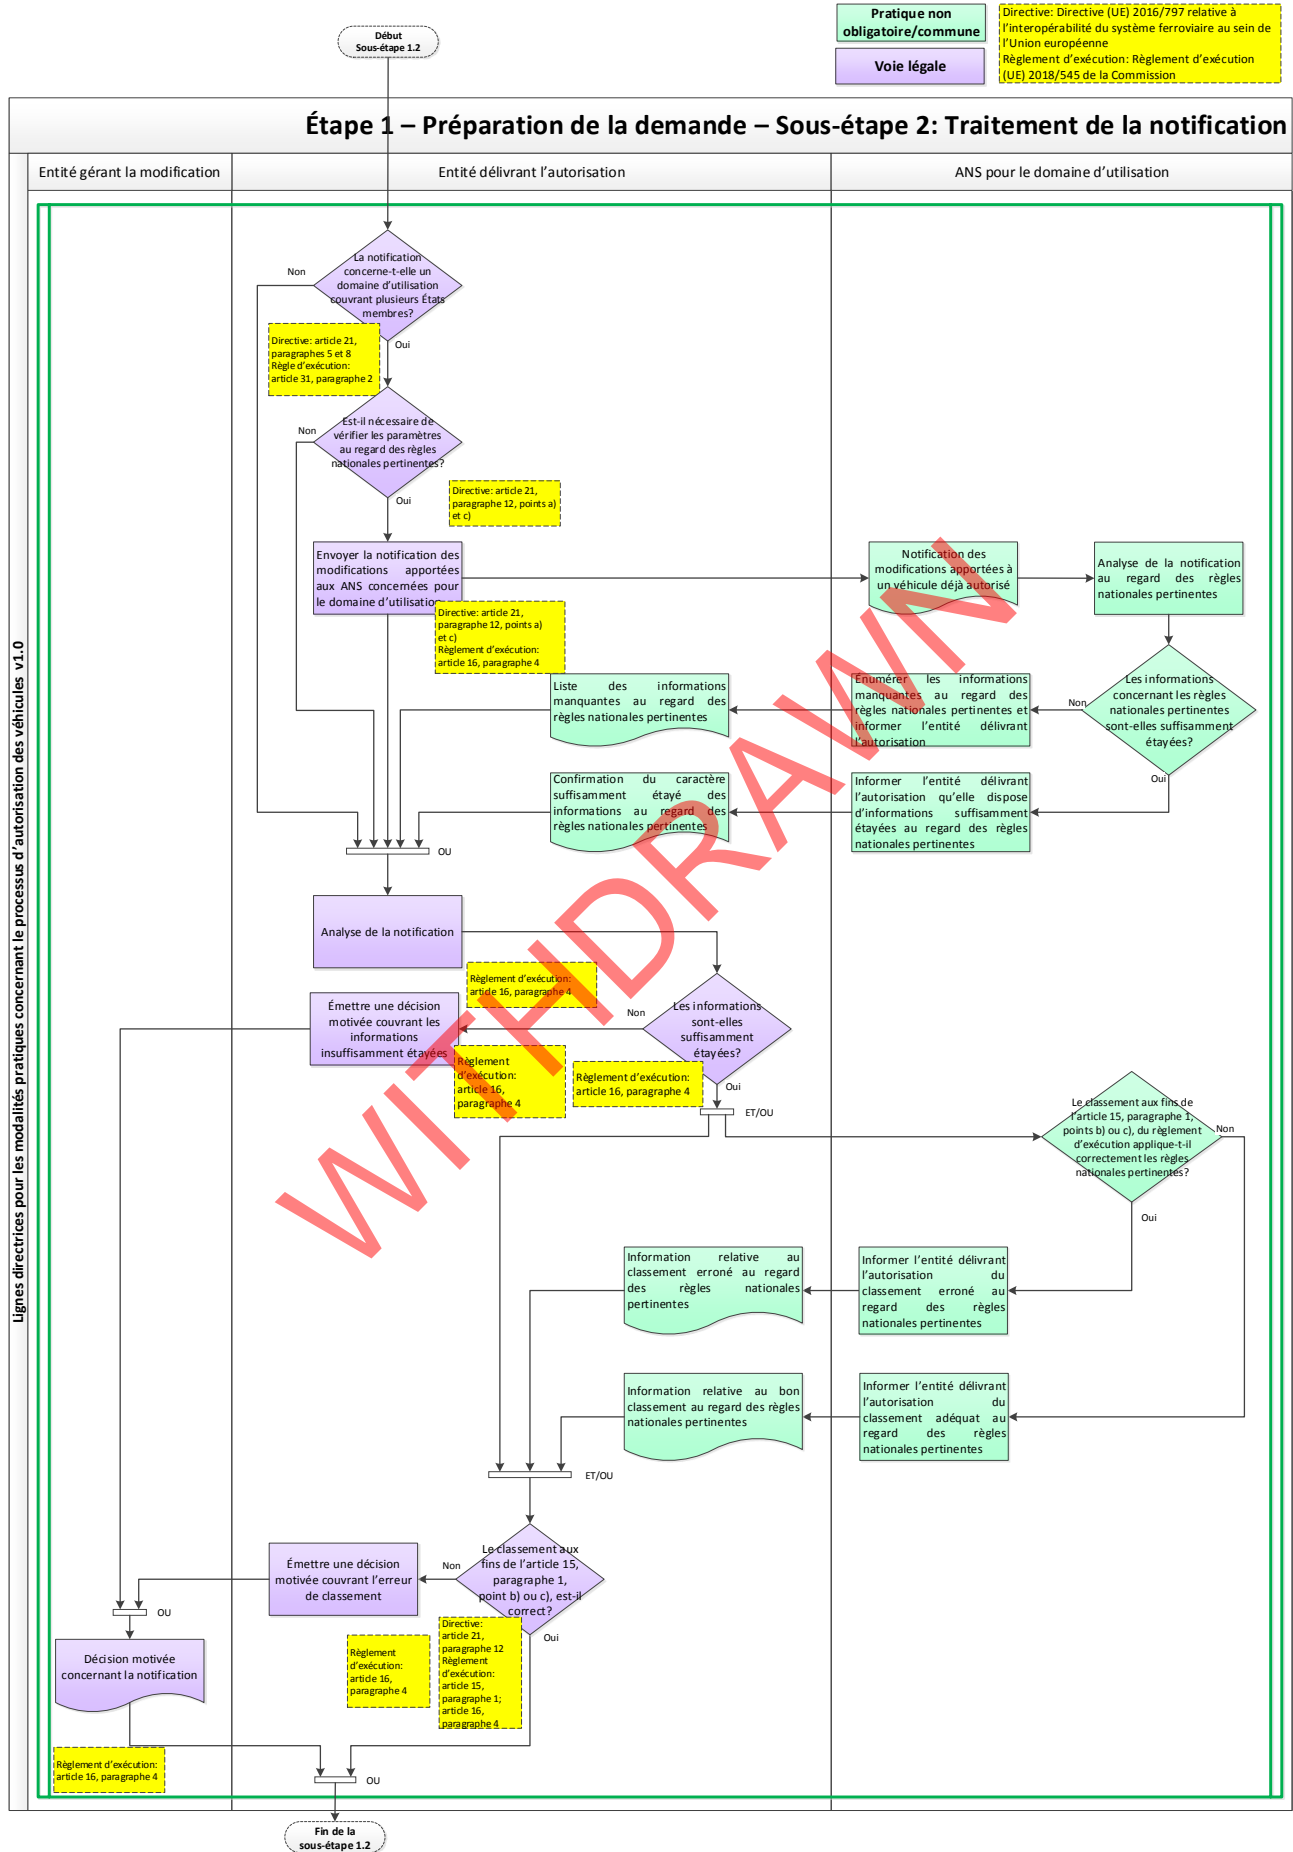 Début
Sous-étape 1.2
Pratique non
obligatoire/commune
Voie légale
Directive: Directive (UE) 2016/797 relative à
l’interopérabilité du système ferroviaire au sein de
l’Union européenne
Règlement d’exécution: Règlement d’exécution
(UE) 2018/545 de la Commission
Étape 1 – Préparation de la demande – Sous-étape 2: Traitement de la notification
Entité gérant la modification
Entité délivrant l’autorisation
ANS pour le domaine d’utilisation
Lignes directrices pour les modalités pratiques concernant le processus d’autorisation des véhicules v1.0
La notification
concerne-t-elle un
domaine d’utilisation
couvrant plusieurs États
membres?
Non
Oui
Directive: article 21,
paragraphes 5 et 8
Règle d’exécution:
article 31, paragraphe 2
Est-il nécessaire de
vérifier les paramètres
au regard des règles
nationales pertinentes?
Non
Oui
Directive: article 21,
paragraphe 12, points a)
et c)
Envoyer la notification des
modifications apportées
aux ANS concernées pour
le domaine d’utilisation
Directive: article 21,
paragraphe 12, points a)
et c)
Règlement d’exécution:
article 16, paragraphe 4
Notification des
modifications apportées à
un véhicule déjà autorisé
Analyse de la notification
au regard des règles
nationales pertinentes
Les informations
concernant les règles
nationales pertinentes
sont-elles suffisamment
étayées?
Non
Oui
Énumérer les informations
manquantes au regard des
règles nationales pertinentes et
informer l’entité délivrant
l’autorisation
Liste des informations
manquantes au regard des
règles nationales pertinentes
Informer l’entité délivrant
l’autorisation qu’elle dispose
d’informations suffisamment
étayées au regard des règles
nationales pertinentes
Confirmation du caractère
suffisamment étayé des
informations au regard des
règles nationales pertinentes
OU
Analyse de la notification
Règlement d’exécution:
article 16, paragraphe 4
Les informations
sont-elles
suffisamment
étayées?
Non
Oui
Émettre une décision
motivée couvrant les
informations
insuffisamment étayées
Règlement
d’exécution:
article 16,
paragraphe 4
Règlement d’exécution:
article 16, paragraphe 4
ET/OU
Le classement aux fins de
l’article 15, paragraphe 1,
points b) ou c), du règlement
d’exécution applique-t-il
correctement les règles
nationales pertinentes?
Non
Oui
Informer l’entité délivrant
l’autorisation du
classement erroné au
regard des règles
nationales pertinentes
Information relative au
classement erroné au regard
des règles nationales
pertinentes
Informer l’entité délivrant
l’autorisation du
classement adéquat au
regard des règles
nationales pertinentes
Information relative au bon
classement au regard des règles
nationales pertinentes
ET/OU
Le classement aux
fins de l’article 15,
paragraphe 1,
point b) ou c), est-il
correct?
Non
Oui
Émettre une décision
motivée couvrant l’erreur
de classement
Directive:
article 21,
paragraphe 12
Règlement
d’exécution:
article 15,
paragraphe 1;
article 16,
paragraphe 4
Règlement
d’exécution:
article 16,
paragraphe 4
OU
Décision motivée
concernant la notification
Règlement d’exécution:
article 16, paragraphe 4
OU
Fin de la
sous-étape 1.2
WITHDRAWN